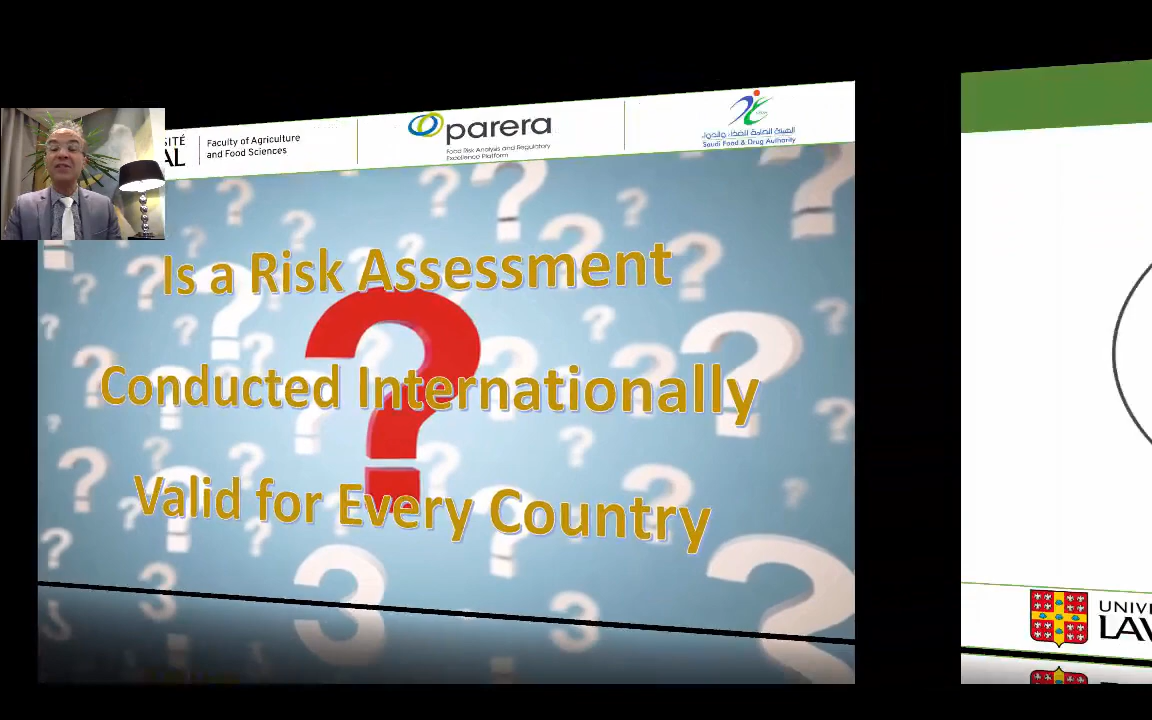 SITÉ
AL
Faculty of Agriculture
and Food Sciences
parera
Food Risk Analysis and Regulatory
Excellence Platform
الهيئة العامة للغذاء والدواء
Saudi Food & Drug Authority
Is a Risk Assessment
Conducted Internationally
Valid for Every Country
UNIVE
LAV